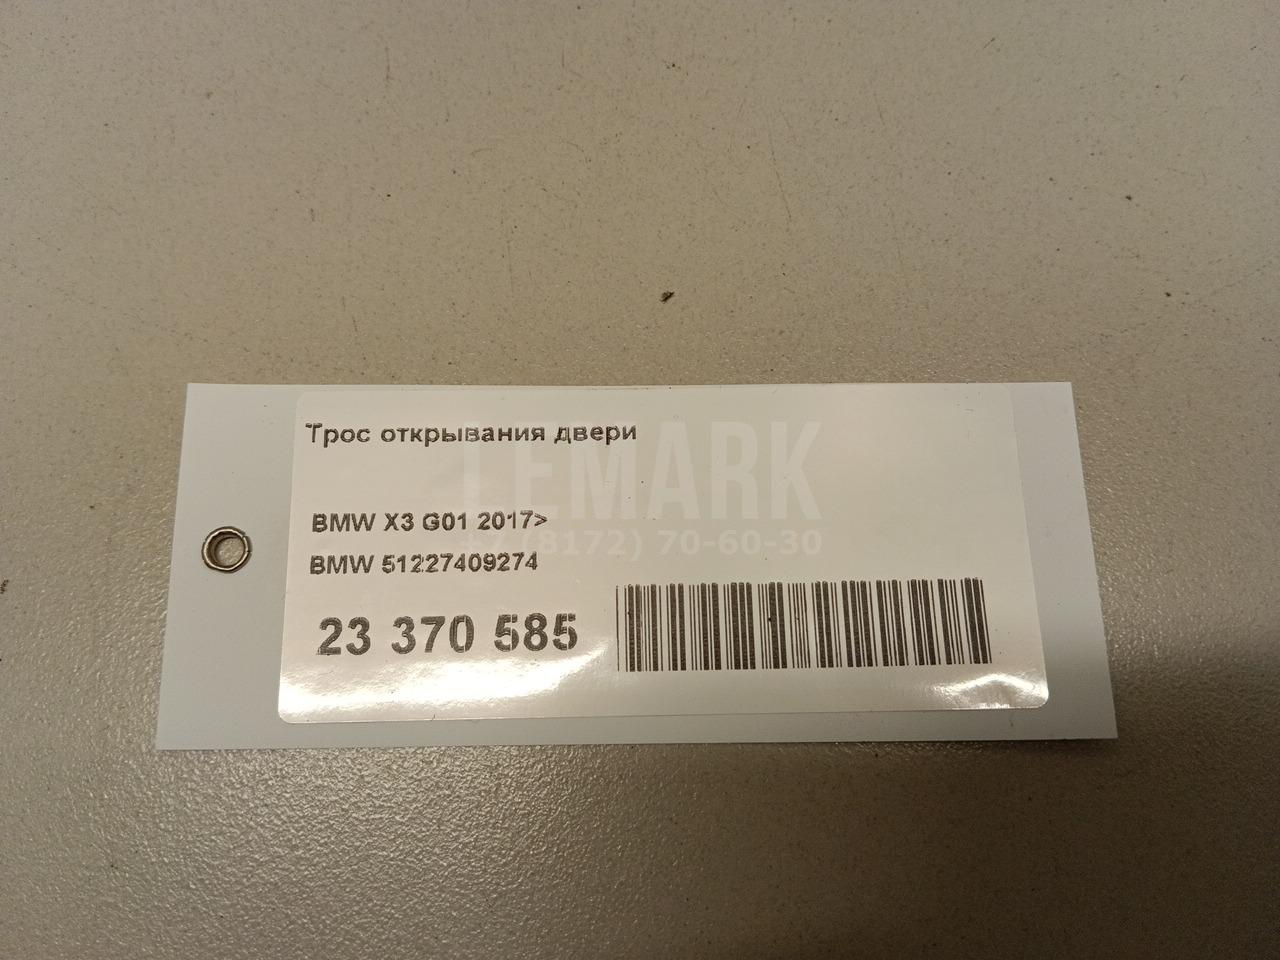 Трос открывания двери
LEMARK
BMW X3 G01 2017>
+7 (8172) 70-60-30
BMW 51227409274
23 370 585